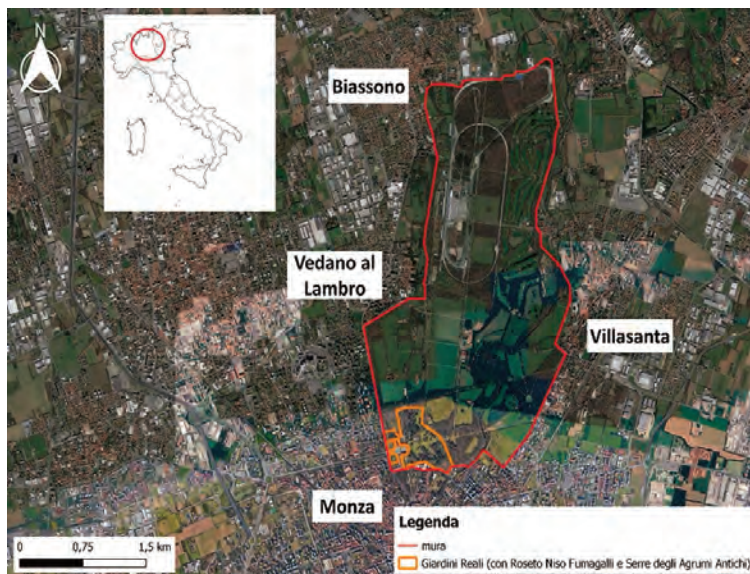 N
Biassono
Vedano al
Lambro
Villasanta
Monza
0 0,75 1,5 km
Legenda
mura
Giardini Reali (con Roseto Niso Fumagalli e Serre degli Agrumi Antichi)